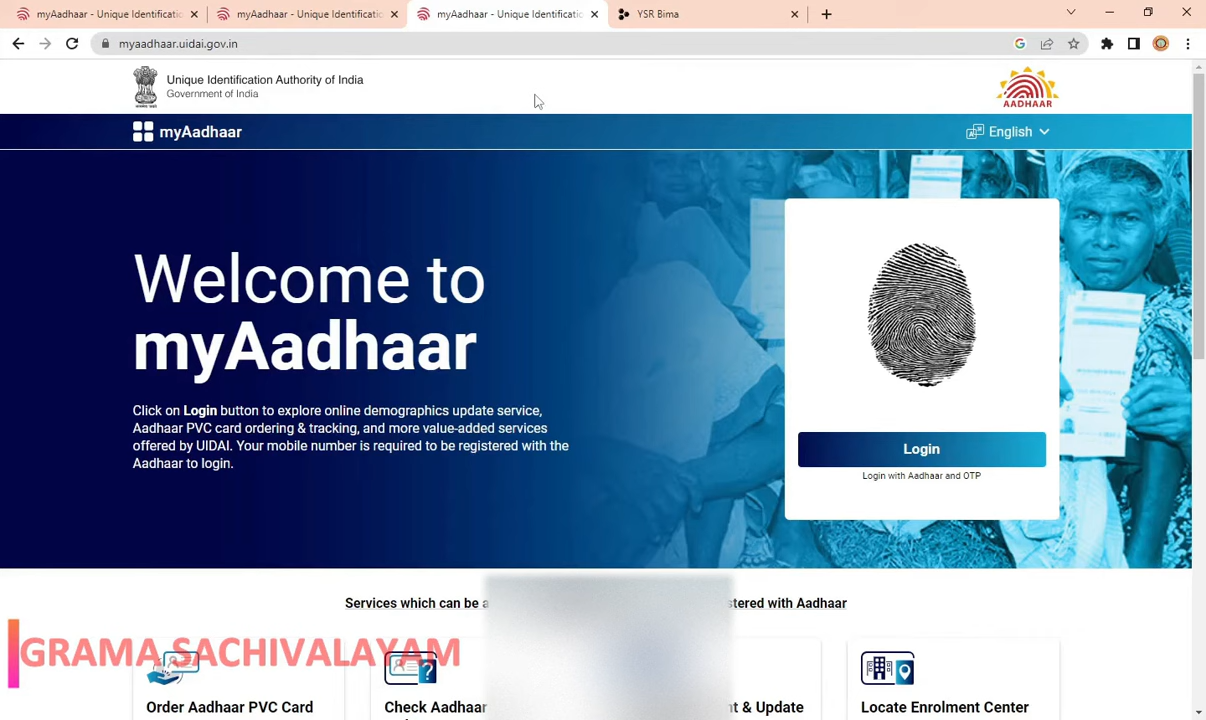 myAadhaar - Unique Identificatio
myAadhaar - Unique Identificatio
myAadhaar - Unique Identificatio
YSR Bima
myaadhaar.uidai.gov.in
Unique Identification Authority of India
Government of India
AADHAAR
myAadhaar
English
Welcome to
myAadhaar
Click on Login button to explore online demographics update service,
Aadhaar PVC card ordering & tracking, and more value-added services
offered by UIDAI. Your mobile number is required to be registered with the
Aadhaar to login.
Login
Login with Aadhaar and OTP
Services which can be a
stered with Aadhaar
GRAMA SACHIVALAYAM
Order Aadhaar PVC Card
Check Aadhaar
t & Update
Locate Enrolment Center